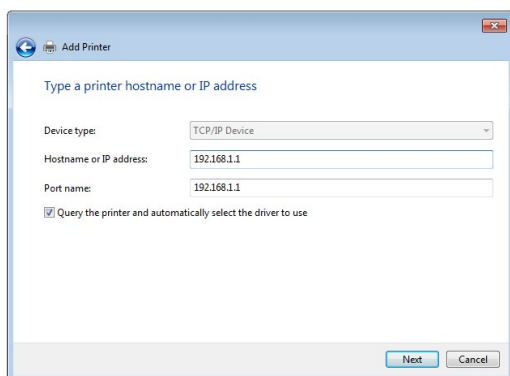 Add Printer
Type a printer hostname or IP address
Device type: TCP/IP Device
Hostname or IP address: 192.168.1.1
Port name: 192.168.1.1
Query the printer and automatically select the driver to use
Next Cancel